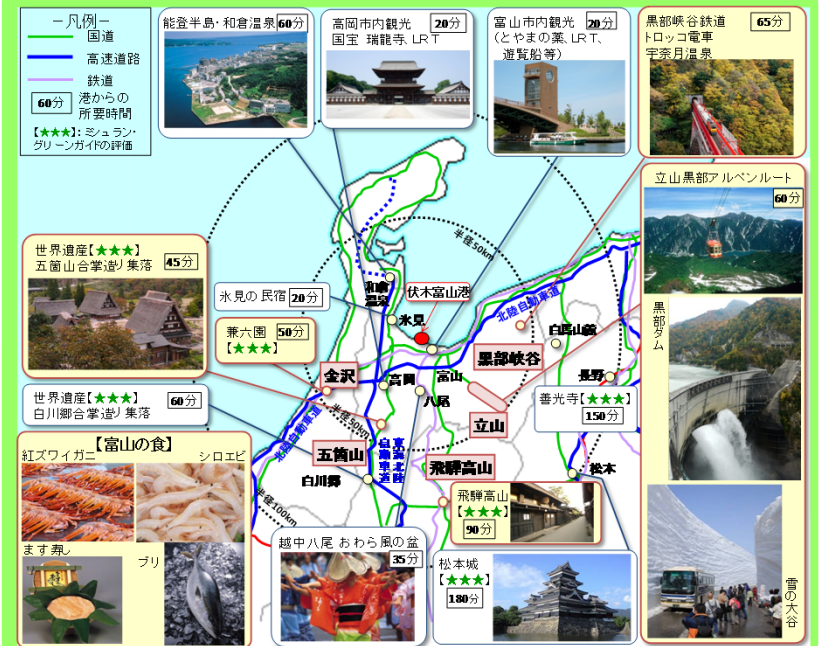 －凡例－
国道
高速道路
鉄道
60分 港からの
所要時間
【★★★】：ミシュラン・
グリーンガイドの評価
能登半島・和倉温泉 60分
高岡市内観光 20分
国宝 瑞龍寺、LRT
富山市内観光 20分
(とやまの薬、LRT、
遊覧船等)
黒部峡谷鉄道 65分
トロッコ電車
宇奈月温泉
立山黒部アルペンルート
60分
黒部ダム
雪の大谷
世界遺産【★★★】
五箇山合掌造り集落 45分
氷見の民宿 20分
兼六園 50分
【★★★】
世界遺産【★★★】
白川郷合掌造り集落 60分
半径50km
和倉
温泉
伏木富山港
氷見
北陸自動車道
白馬山麓
黒部峡谷
金沢
高岡
富山
八尾
長野
善光寺【★★★】
150分
立山
北陸自動車道
半径50km
五箇山
東海北陸
自動車道
飛騨高山
白川郷
松本
半径100km
飛騨高山
【★★★】
90分
越中八尾 おわら風の盆
35分
松本城
【★★★】
180分
【富山の食】
紅ズワイガニ
シロエビ
ます寿し
ブリ